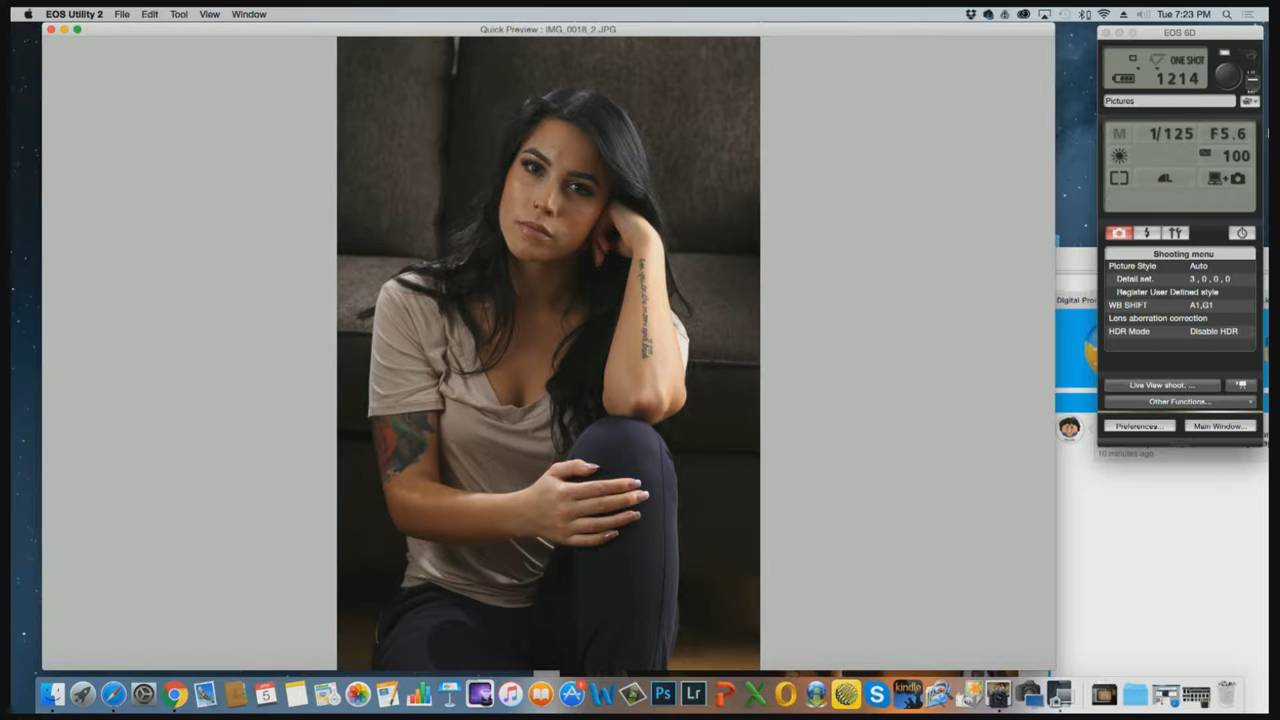 EOS Utility 2 File Edit Tool View Window Tue 7:23 PM
Quick Preview : IMG_0018_2.JPG
EOS 6D
ONE SHOT
1214
Pictures
M 1/125 F5.6
100
L
Shooting menu
Picture Style Auto
Detail set. 3 , 0 , 0 , 0
Register User Defined style
WB SHIFT A1,G1
Lens aberration correction
HDR Mode Disable HDR
Digital Pro
Live View shoot. ...
Other Functions...
Preferences... Main Window...
10 minutes ago
5
Ps
Lr
kindle